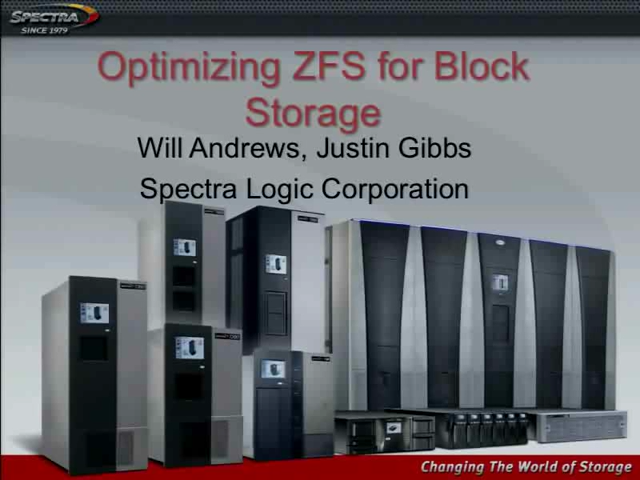 SPECTRA
SINCE 1979
Optimizing ZFS for Block
Storage
Will Andrews, Justin Gibbs
Spectra Logic Corporation
Changing The World of Storage